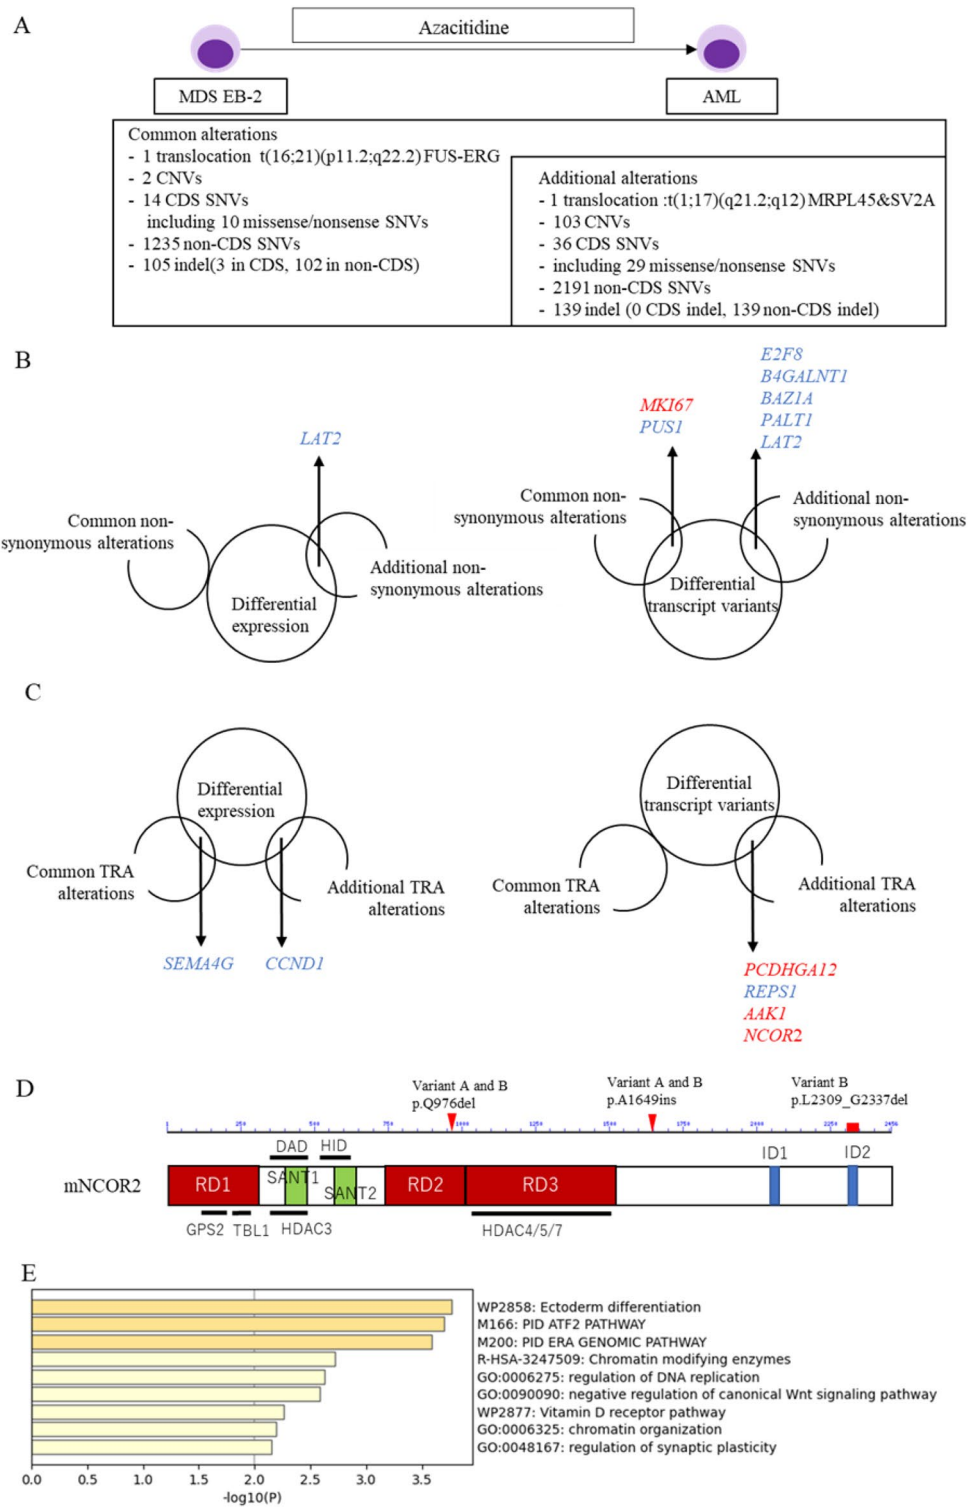 A
Azacitidine
MDS EB-2
AML
Common alterations
- 1 translocation t(16;21)(p11.2;q22.2)FUS-ERG
- 2 CNVs
- 14 CDS SNVs
including 10 missense/nonsense SNVs
- 1235 non-CDS SNVs
- 105 indel(3 in CDS, 102 in non-CDS)
Additional alterations
- 1 translocation :t(1;17)(q21.2;q12)MRPL45&SV2A
- 103 CNVs
- 36 CDS SNVs
- including 29 missense/nonsense SNVs
- 2191 non-CDS SNVs
- 139 indel (0 CDS indel, 139 non-CDS indel)
B
LAT2
Common non-
synonymous alterations
Differential
expression
Additional non-
synonymous alterations
MKI67
PUS1
E2F8
B4GALNT1
BAZ1A
PALT1
LAT2
Common non-
synonymous alterations
Additional non-
synonymous alterations
Differential
transcript variants
C
Differential
expression
Common TRA
alterations
Additional TRA
alterations
SEMA4G
CCND1
Differential
transcript variants
Common TRA
alterations
Additional TRA
alterations
PCDHGA12
REPS1
AAK1
NCOR2
D
Variant A and B
p.Q976del
Variant A and B
p.A1649ins
Variant B
p.L2309_G2337del
1 250 500 750 1000 1250 1500 1750 2000 2250 2456
DAD HID
ID1 ID2
mNCOR2
RD1 SANT1 SANT2 RD2 RD3
GPS2 TBL1 HDAC3 HDAC4/5/7
E
WP2858: Ectoderm differentiation
M166: PID ATF2 PATHWAY
M200: PID ERA GENOMIC PATHWAY
R-HSA-3247509: Chromatin modifying enzymes
GO:0006275: regulation of DNA replication
GO:0090090: negative regulation of canonical Wnt signaling pathway
WP2877: Vitamin D receptor pathway
GO:0006325: chromatin organization
GO:0048167: regulation of synaptic plasticity
0.0 0.5 1.0 1.5 2.0 2.5 3.0 3.5
-log10(P)